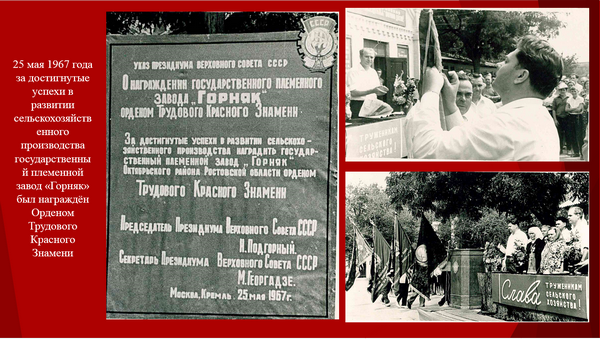 25 мая 1967 года
за достигнутые
успехи в
развитии
сельскохозяйств
енного
производства
государственны
й племенной
завод «Горняк»
был награждён
Орденом
Трудового
Красного
Знамени
СССР
УКАЗ ПРЕЗИДИУМА ВЕРХОВНОГО СОВЕТА СССР
О НАГРАЖДЕНИИ ГОСУДАРСТВЕННОГО ПЛЕМЕННОГО
ЗАВОДА „ГОРНЯК"
ОРДЕНОМ ТРУДОВОГО КРАСНОГО ЗНАМЕНИ.
ЗА ДОСТИГНУТЫЕ УСПЕХИ В РАЗВИТИИ СЕЛЬСКОХО-
ЗЯЙСТВЕННОГО ПРОИЗВОДСТВА НАГРАДИТЬ ГОСУДАР-
СТВЕННЫЙ ПЛЕМЕННОЙ ЗАВОД „ГОРНЯК"
ОКТЯБРЬСКОГО РАЙОНА РОСТОВСКОЙ ОБЛАСТИ ОРДЕНОМ
ТРУДОВОГО КРАСНОГО ЗНАМЕНИ
ПРЕДСЕДАТЕЛЬ ПРЕЗИДИУМА ВЕРХОВНОГО СОВЕТА СССР
Н.ПОДГОРНЫЙ.
СЕКРЕТАРЬ ПРЕЗИДИУМА ВЕРХОВНОГО СОВЕТА СССР
М.ГЕОРГАДЗЕ.
МОСКВА, КРЕМЛЬ. 25 МАЯ 1967г.
ТРУЖЕНИКАМ
СЕЛЬСКОГО
ХОЗЯЙСТВА!
Слава
ТРУЖЕНИКАМ
СЕЛЬСКОГО
ХОЗЯЙСТВА!